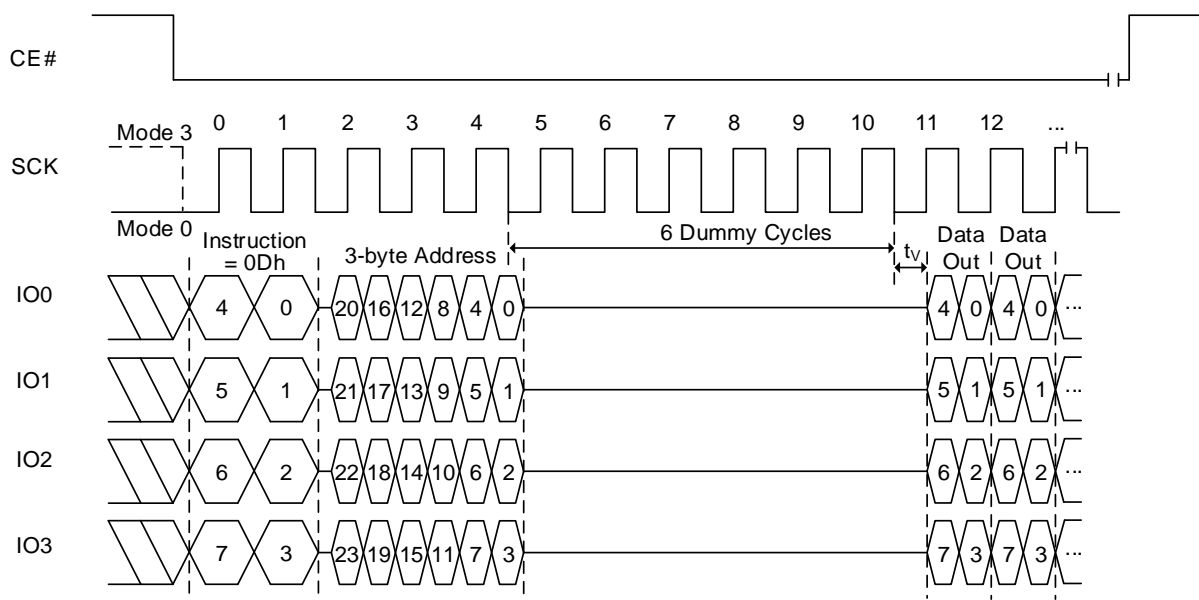 CE#
0 1 2 3 4 5 6 7 8 9 10 11 12 ...
Mode 3
SCK
Mode 0
6 Dummy Cycles
Instruction
= 0Dh
3-byte Address
tV
Data
Out
Data
Out
IO0
4 0 20 16 12 8 4 0 4 0 4 0 ...
IO1
5 1 21 17 13 9 5 1 5 1 5 1 ...
IO2
6 2 22 18 14 10 6 2 6 2 6 2 ...
IO3
7 3 23 19 15 11 7 3 7 3 7 3 ...